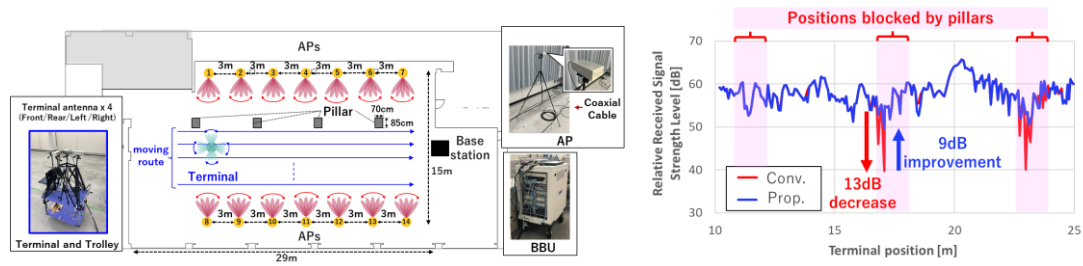 APs
3m 3m 3m 3m 3m 3m
1 2 3 4 5 6 7
Terminal antenna x 4
(Front/Rear/Left/Right)
Terminal and Trolley
Pillar
70cm
85cm
moving
route
Terminal
Base
station
15m
3m 3m 3m 3m 3m 3m
8 9 10 11 12 13 14
APs
29m
Coaxial
Cable
AP
BBU
Positions blocked by pillars
Relative Received Signal
Strength Level [dB]
70
60
50
40
30
10 15 20 25
Terminal position [m]
Conv.
Prop.
13dB
decrease
9dB
improvement